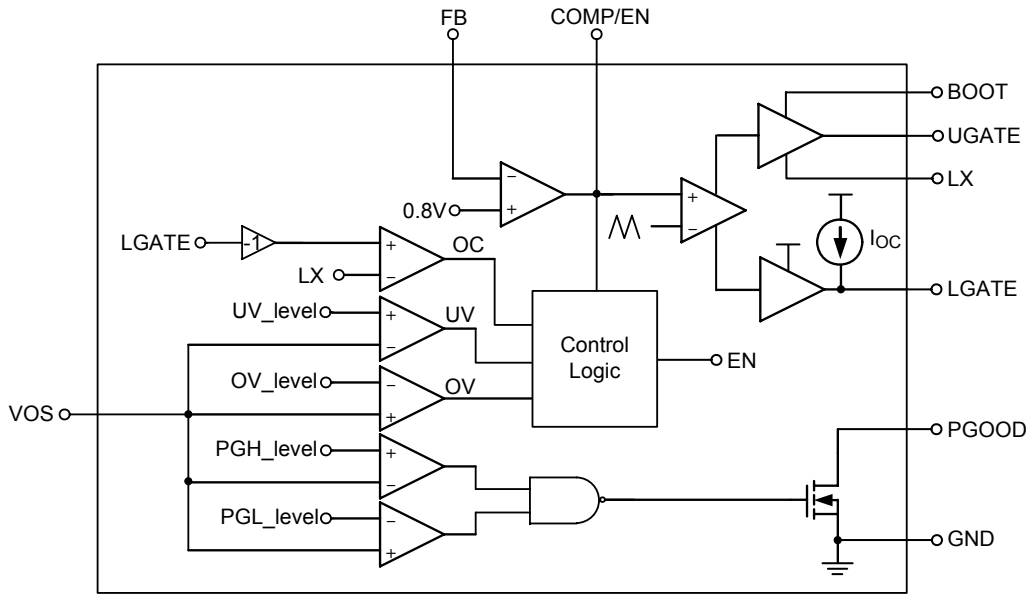 FB
COMP/EN
BOOT
UGATE
LX
0.8V
−
+
+
−
LGATE
-1
+
−
OC
IOC
LX
LGATE
UV_level
+
−
UV
Control
Logic
EN
OV_level
−
+
OV
VOS
PGOOD
PGH_level
+
−
PGL_level
−
+
GND